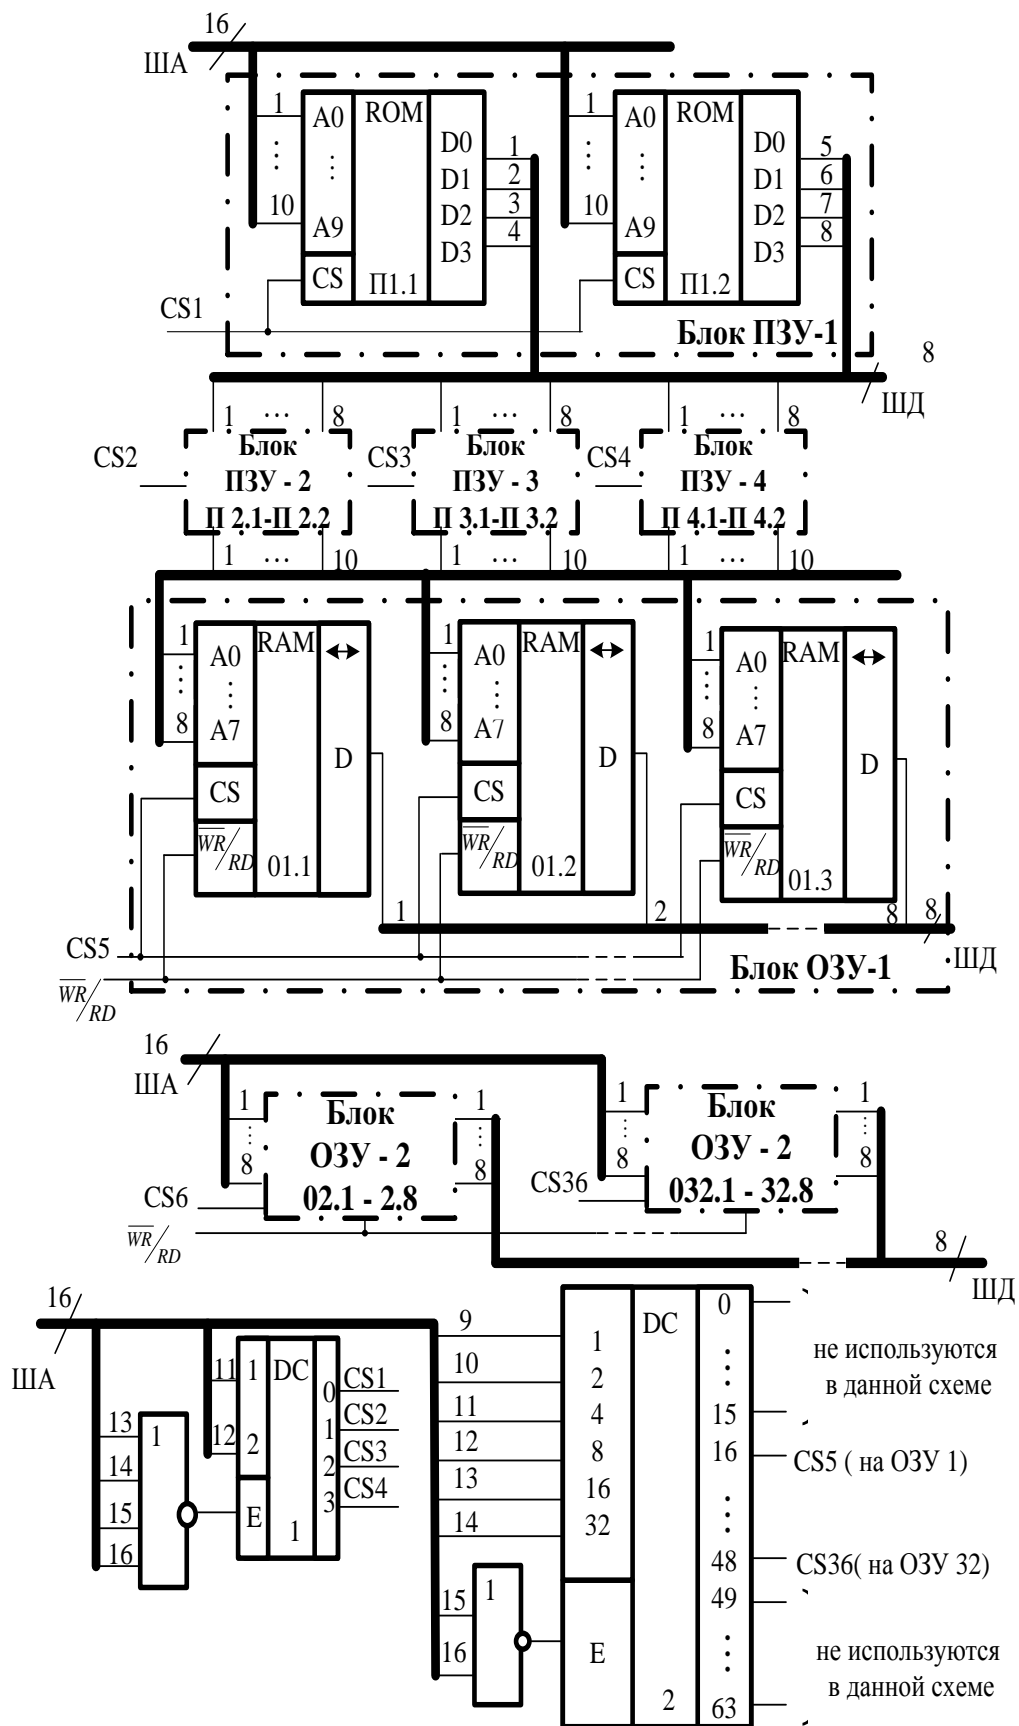 16
ША
1 A0 ROM D0 1
⋮ ⋮ D1 2
10 A9 D2 3
D3 4
CS П1.1
1 A0 ROM D0 5
⋮ ⋮ D1 6
10 A9 D2 7
D3 8
CS П1.2
CS1
Блок ПЗУ-1
8
ШД
1 ... 8
1 ... 8
1 ... 8
CS2
Блок
ПЗУ - 2
П 2.1-П 2.2
CS3
Блок
ПЗУ - 3
П 3.1-П 3.2
CS4
Блок
ПЗУ - 4
П 4.1-П 4.2
1 ... 10
1 ... 10
1 ... 10
1 A0 RAM ↔
⋮ ⋮
8 A7 D
CS
WR/RD 01.1
1 A0 RAM ↔
⋮ ⋮
8 A7 D
CS
WR/RD 01.2
1 A0 RAM ↔
⋮ ⋮
8 A7 D
CS
WR/RD 01.3
1 2 8 8
CS5
ШД
WR/RD
Блок ОЗУ-1
16
ША
1
⋮
8
Блок
ОЗУ - 2
02.1 - 2.8
1
⋮
8
CS6
WR/RD
1
⋮
8
Блок
ОЗУ - 2
032.1 - 32.8
1
⋮
8
CS36
8
ШД
16
ША
11 1 DC 0 CS1
1 CS2
12 2 2 CS3
3 CS4
E 1
13 1
14
15
16
9 1 DC 0
10 2 ⋮
11 4 15
12 8 16
13 16 ⋮
14 32 48
49
15 1 ⋮
16 E 2 63
не используются
в данной схеме
CS5 ( на ОЗУ 1)
CS36( на ОЗУ 32)
не используются
в данной схеме